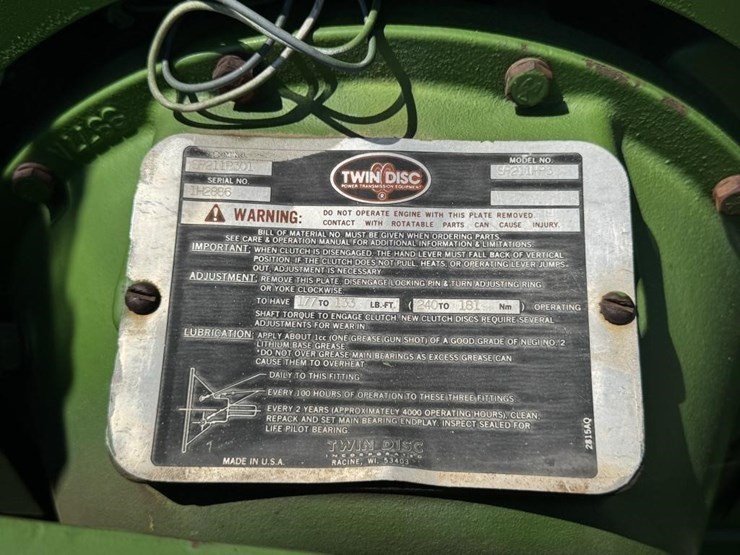 SERIAL NO.
1H2886
TWIN DISC
POWER TRANSMISSION EQUIPMENT
MODEL NO.
WARNING:
DO NOT OPERATE ENGINE WITH THIS PLATE REMOVED.
CONTACT WITH ROTATABLE PARTS CAN CAUSE INJURY.
BILL OF MATERIAL NO. MUST BE GIVEN WHEN ORDERING PARTS.
SEE CARE & OPERATION MANUAL FOR ADDITIONAL INFORMATION & LIMITATIONS
IMPORTANT: WHEN CLUTCH IS DISENGAGED, THE HAND LEVER MUST FALL BACK OF VERTICAL
POSITION. IF THE CLUTCH DOES NOT PULL, HEATS, OR OPERATING LEVER JUMPS
OUT, ADJUSTMENT IS NECESSARY
ADJUSTMENT: REMOVE THIS PLATE. DISENGAGE LOCKING PIN & TURN ADJUSTING RING
OR YOKE CLOCKWISE
TO HAVE 177 TO 133 LB.-FT. (240 TO 181 Nm) OPERATING
SHAFT TORQUE TO ENGAGE CLUTCH. NEW CLUTCH DISCS REQUIRE SEVERAL
ADJUSTMENTS FOR WEAR IN.
LUBRICATION: APPLY ABOUT 1cc (ONE GREASE GUN SHOT) OF A GOOD GRADE OF NLGI NO. 2
LITHIUM BASE GREASE
*DO NOT OVER GREASE MAIN BEARINGS AS EXCESS GREASE CAN
CAUSE THEM TO OVERHEAT
DAILY TO THIS FITTING
EVERY 100 HOURS OF OPERATION TO THESE THREE FITTINGS
EVERY 2 YEARS (APPROXIMATELY 4000 OPERATING HOURS), CLEAN,
REPACK AND SET MAIN BEARING ENDPLAY. INSPECT SEALED FOR
LIFE PILOT BEARING.
TWIN DISC
INCORPORATED
MADE IN U.S.A.
RACINE, WI. 53403
2815AQ